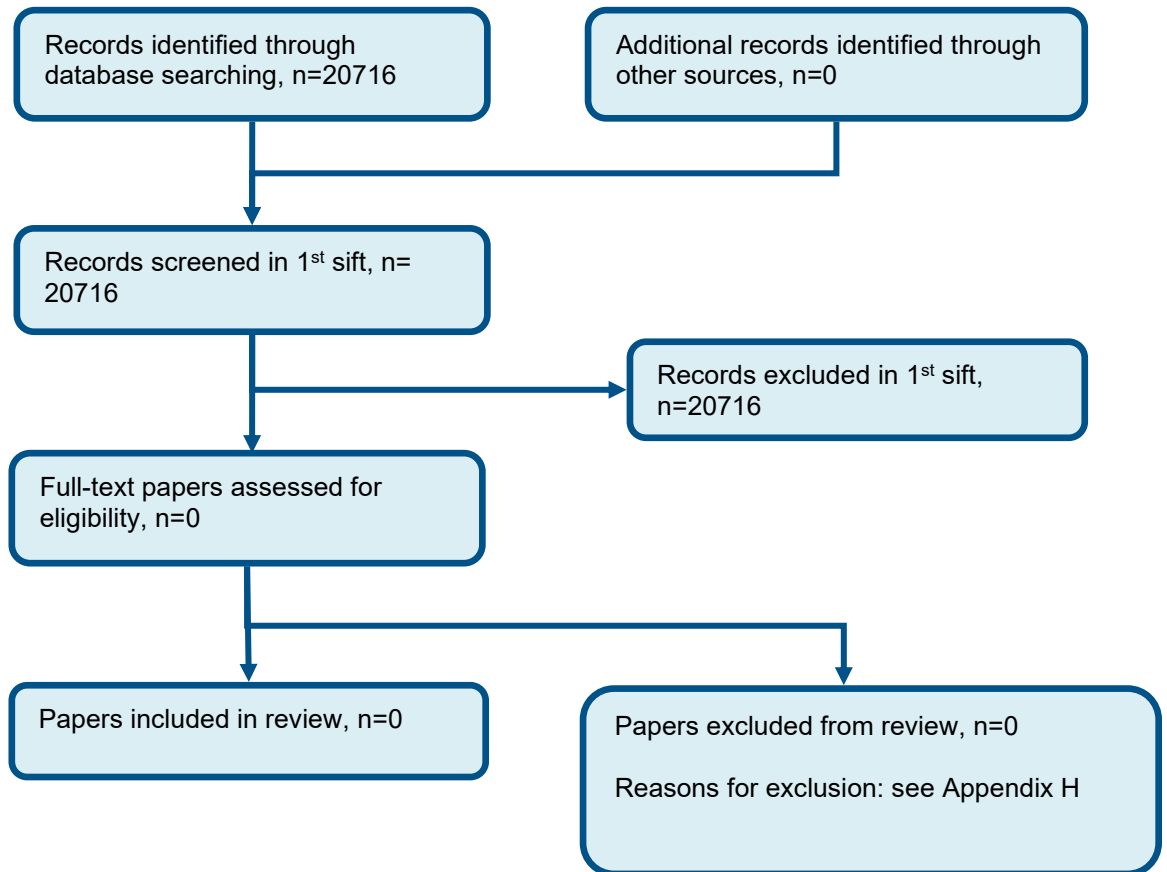 Records identified through
database searching, n=20716
Additional records identified through
other sources, n=0
Records screened in 1st sift, n=
20716
Records excluded in 1st sift,
n=20716
Full-text papers assessed for
eligibility, n=0
Papers included in review, n=0
Papers excluded from review, n=0
Reasons for exclusion: see Appendix H